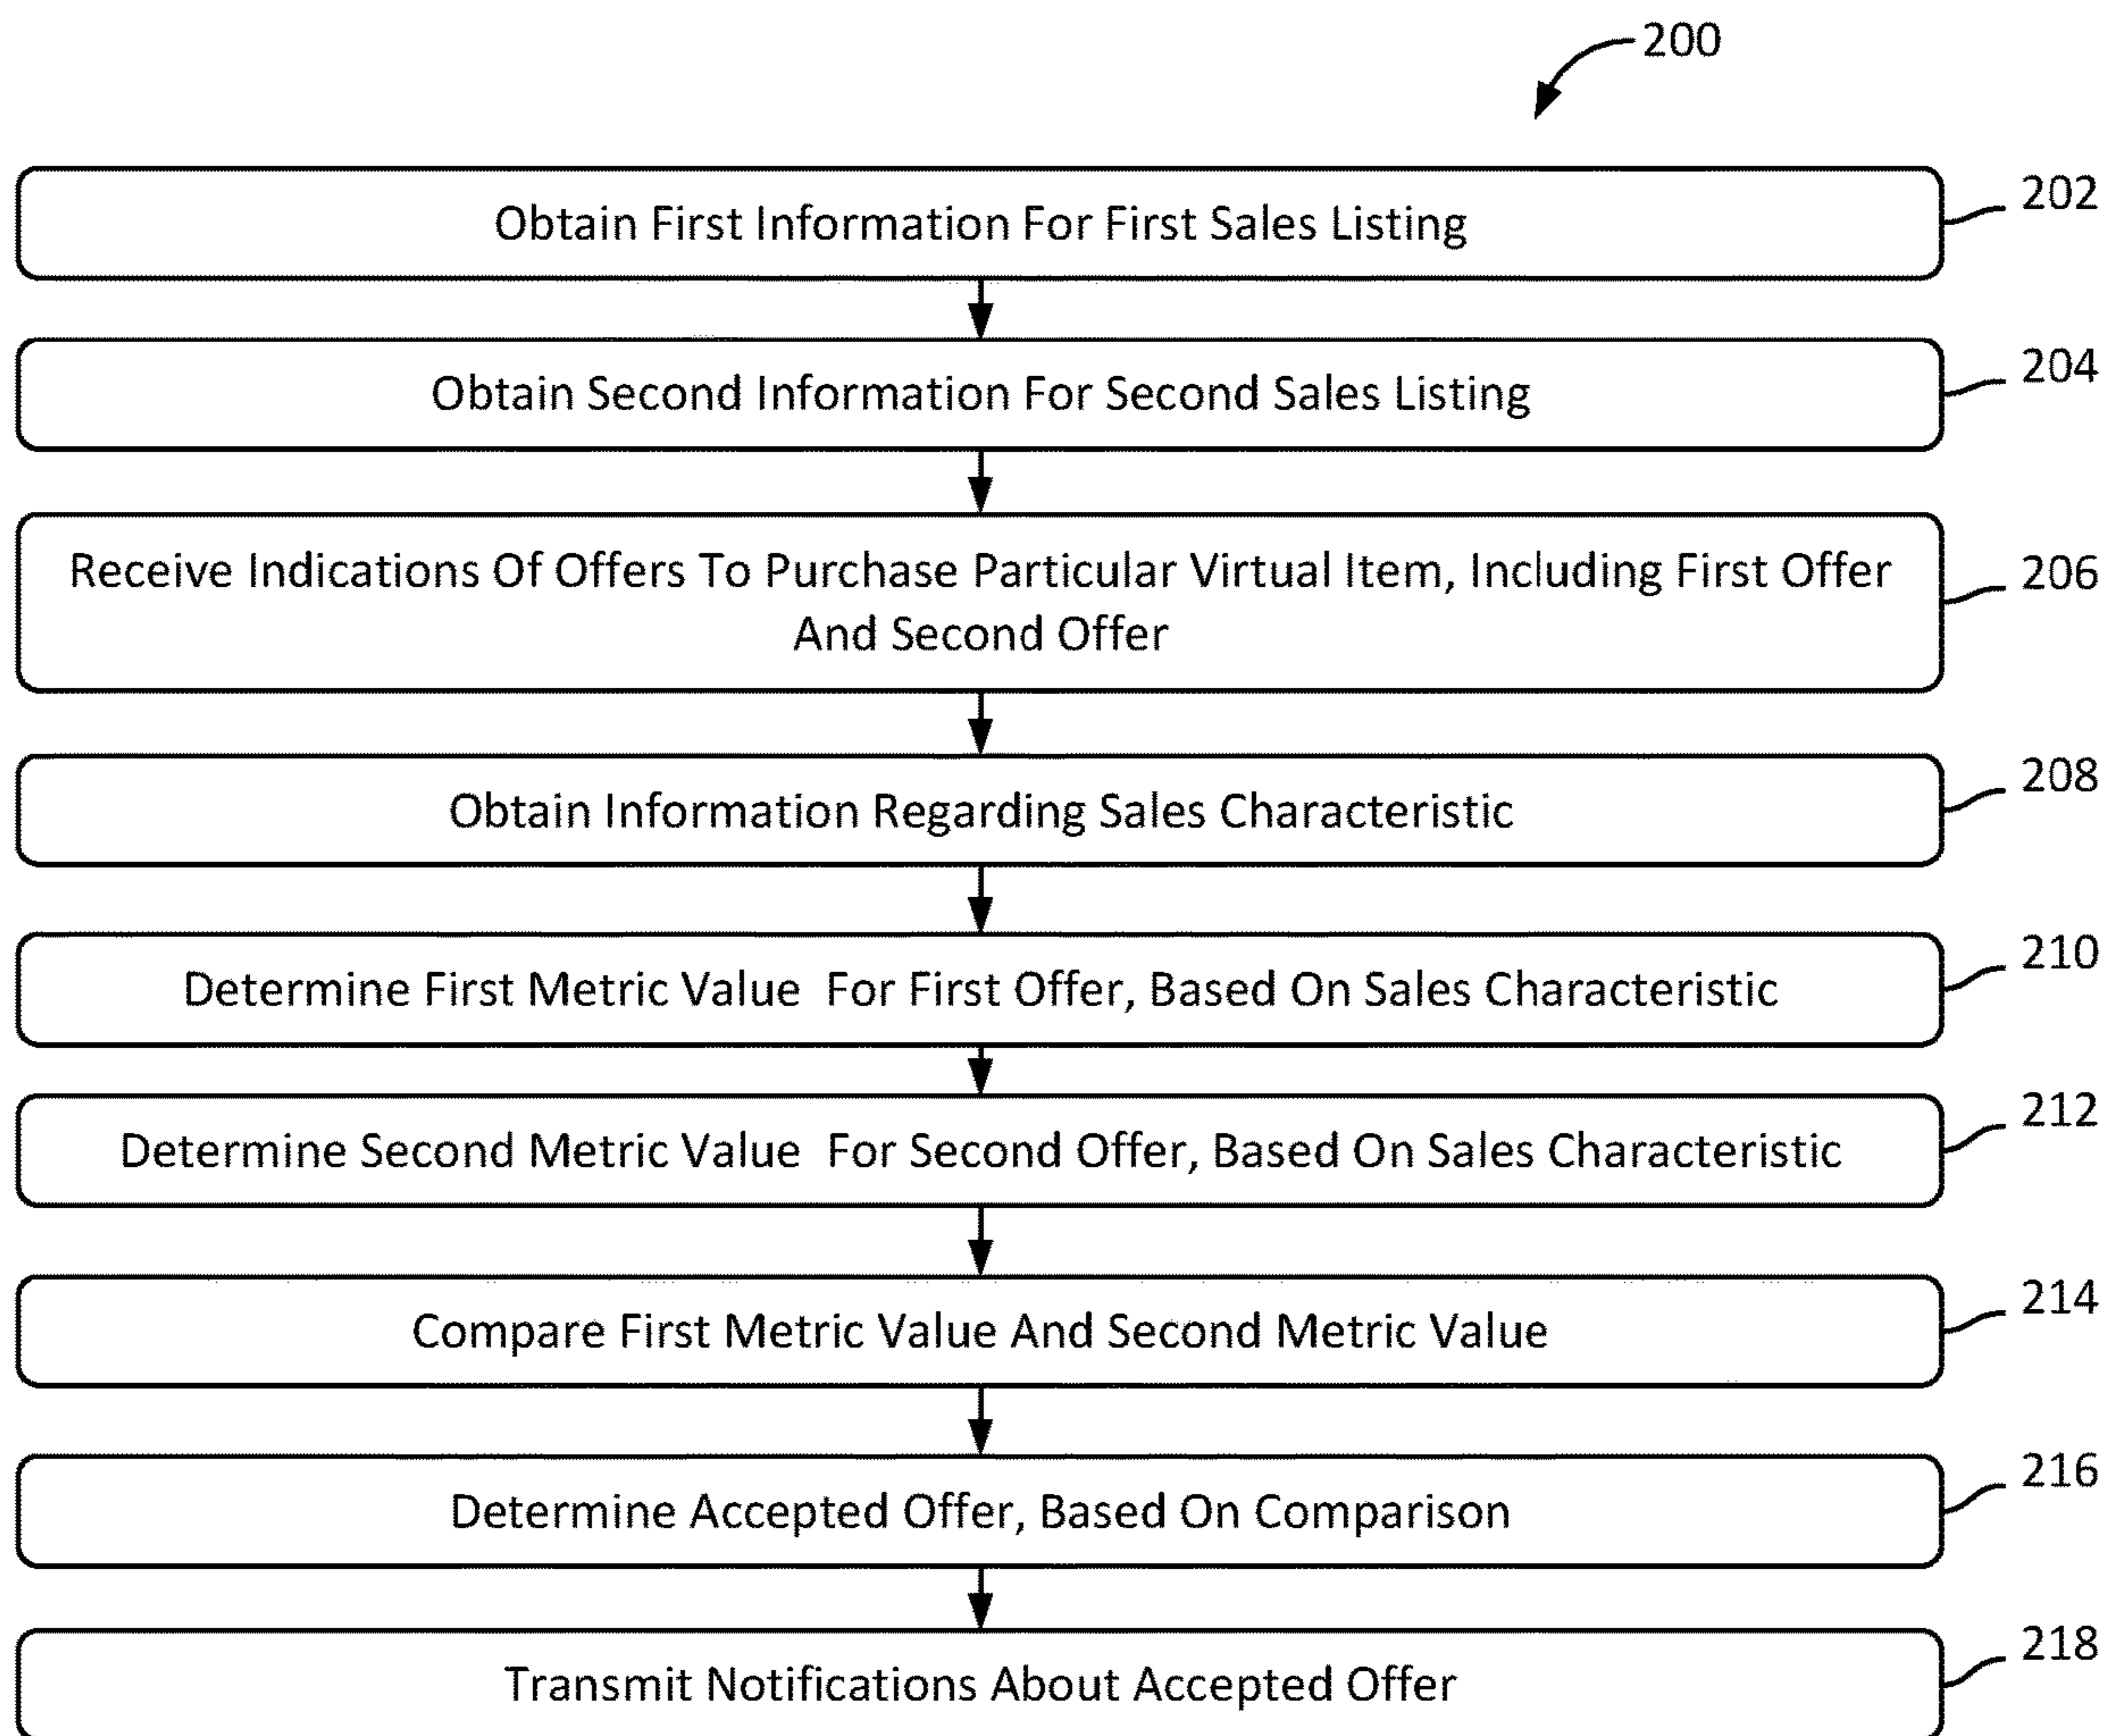 200
Obtain First Information For First Sales Listing
202
Obtain Second Information For Second Sales Listing
204
Receive Indications Of Offers To Purchase Particular Virtual Item, Including First Offer
And Second Offer
206
Obtain Information Regarding Sales Characteristic
208
Determine First Metric Value For First Offer, Based On Sales Characteristic
210
Determine Second Metric Value For Second Offer, Based On Sales Characteristic
212
Compare First Metric Value And Second Metric Value
214
Determine Accepted Offer, Based On Comparison
216
Transmit Notifications About Accepted Offer
218